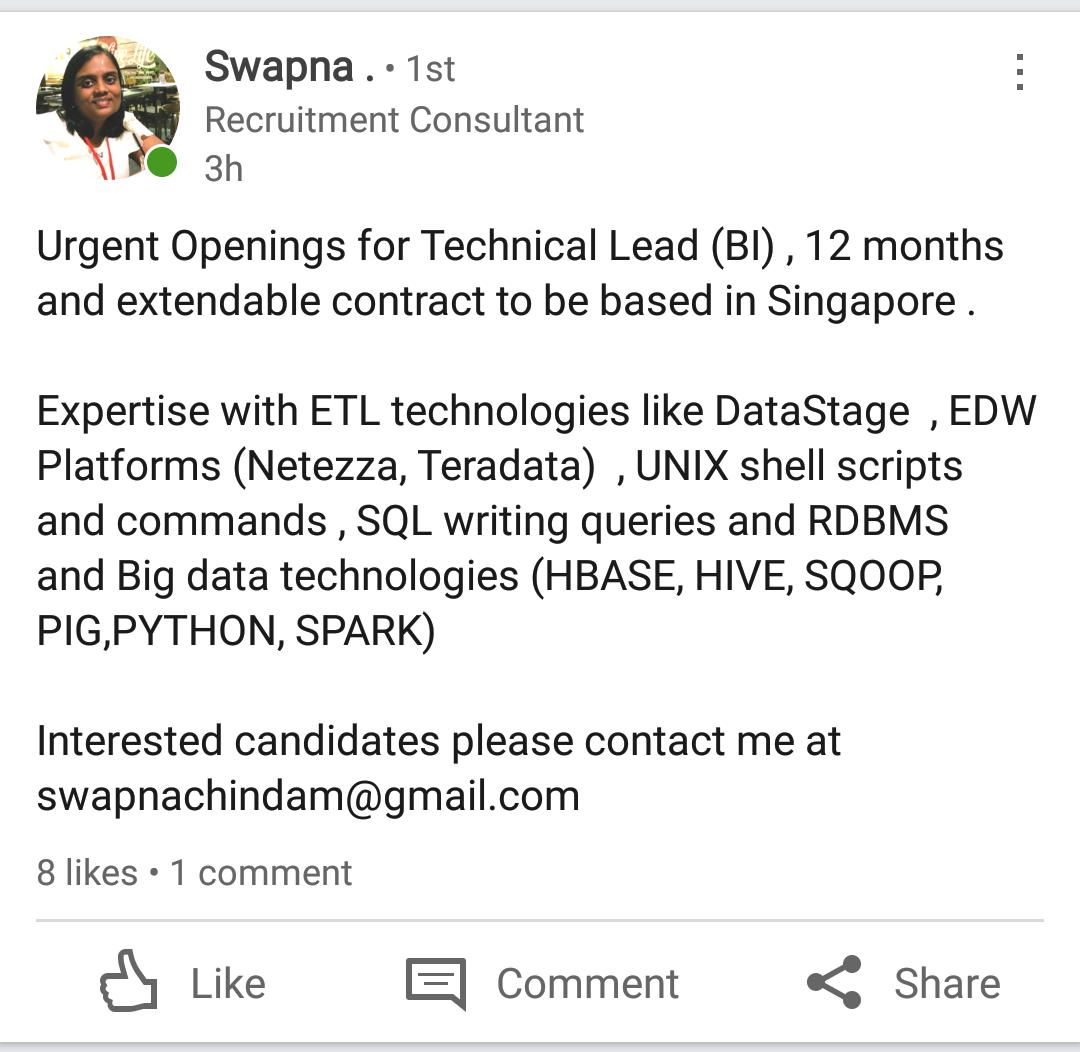 Swapna . • 1st
Recruitment Consultant
3h
Urgent Openings for Technical Lead (BI) , 12 months
and extendable contract to be based in Singapore .
Expertise with ETL technologies like DataStage  , EDW
Platforms (Netezza, Teradata)  , UNIX shell scripts
and commands , SQL writing queries and RDBMS
and Big data technologies (HBASE, HIVE, SQOOP,
PIG,PYTHON, SPARK)
Interested candidates please contact me at
swapnachindam@gmail.com
8 likes • 1 comment
Like
Comment
Share